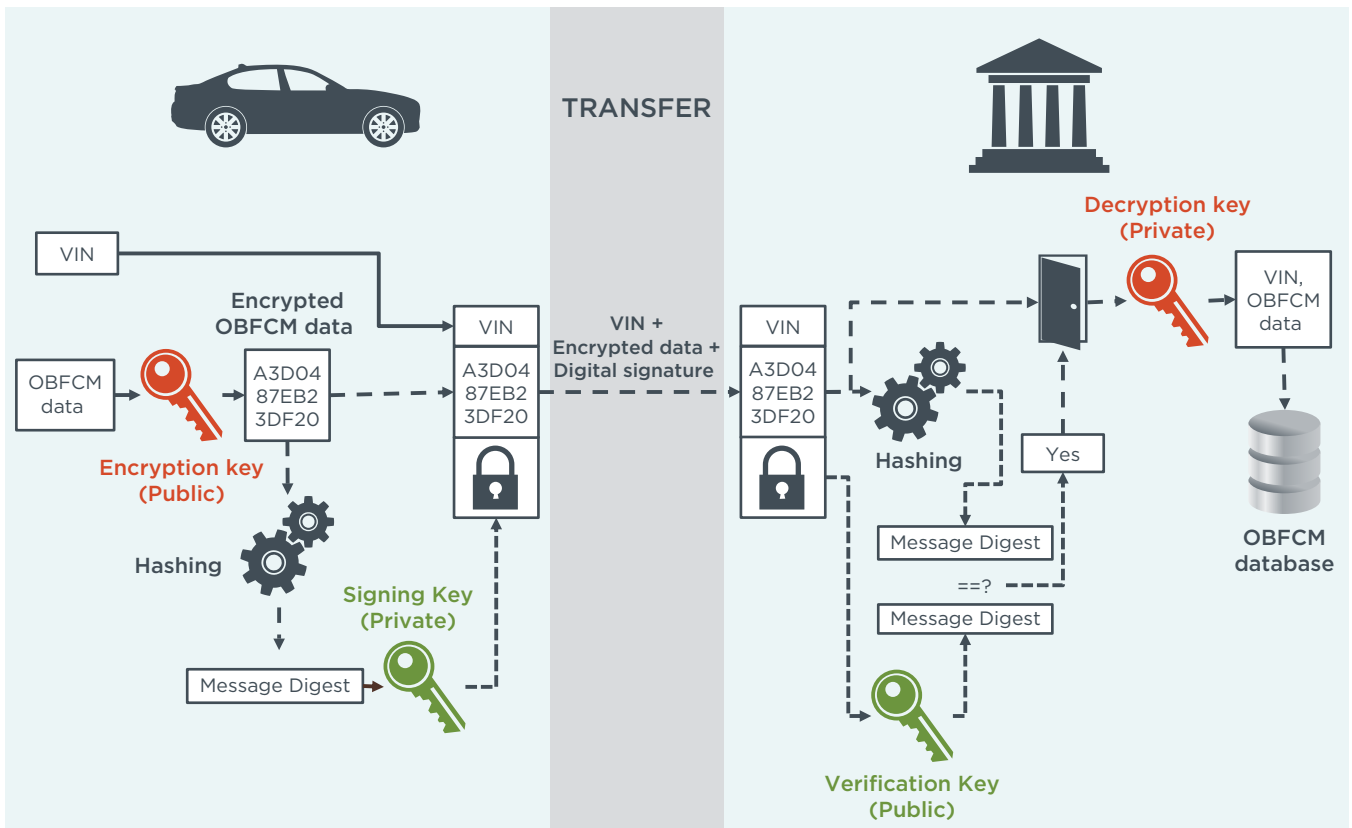 TRANSFER
VIN
Encrypted
OBFCM data
OBFCM
data
Encryption key
(Public)
A3D04
87EB2
3DF20
Hashing
Message Digest
Signing Key
(Private)
VIN
A3D04
87EB2
3DF20
VIN +
Encrypted data +
Digital signature
VIN
A3D04
87EB2
3DF20
Hashing
Message Digest
==?
Message Digest
Verification Key
(Public)
Yes
Decryption key
(Private)
VIN,
OBFCM
data
OBFCM
database